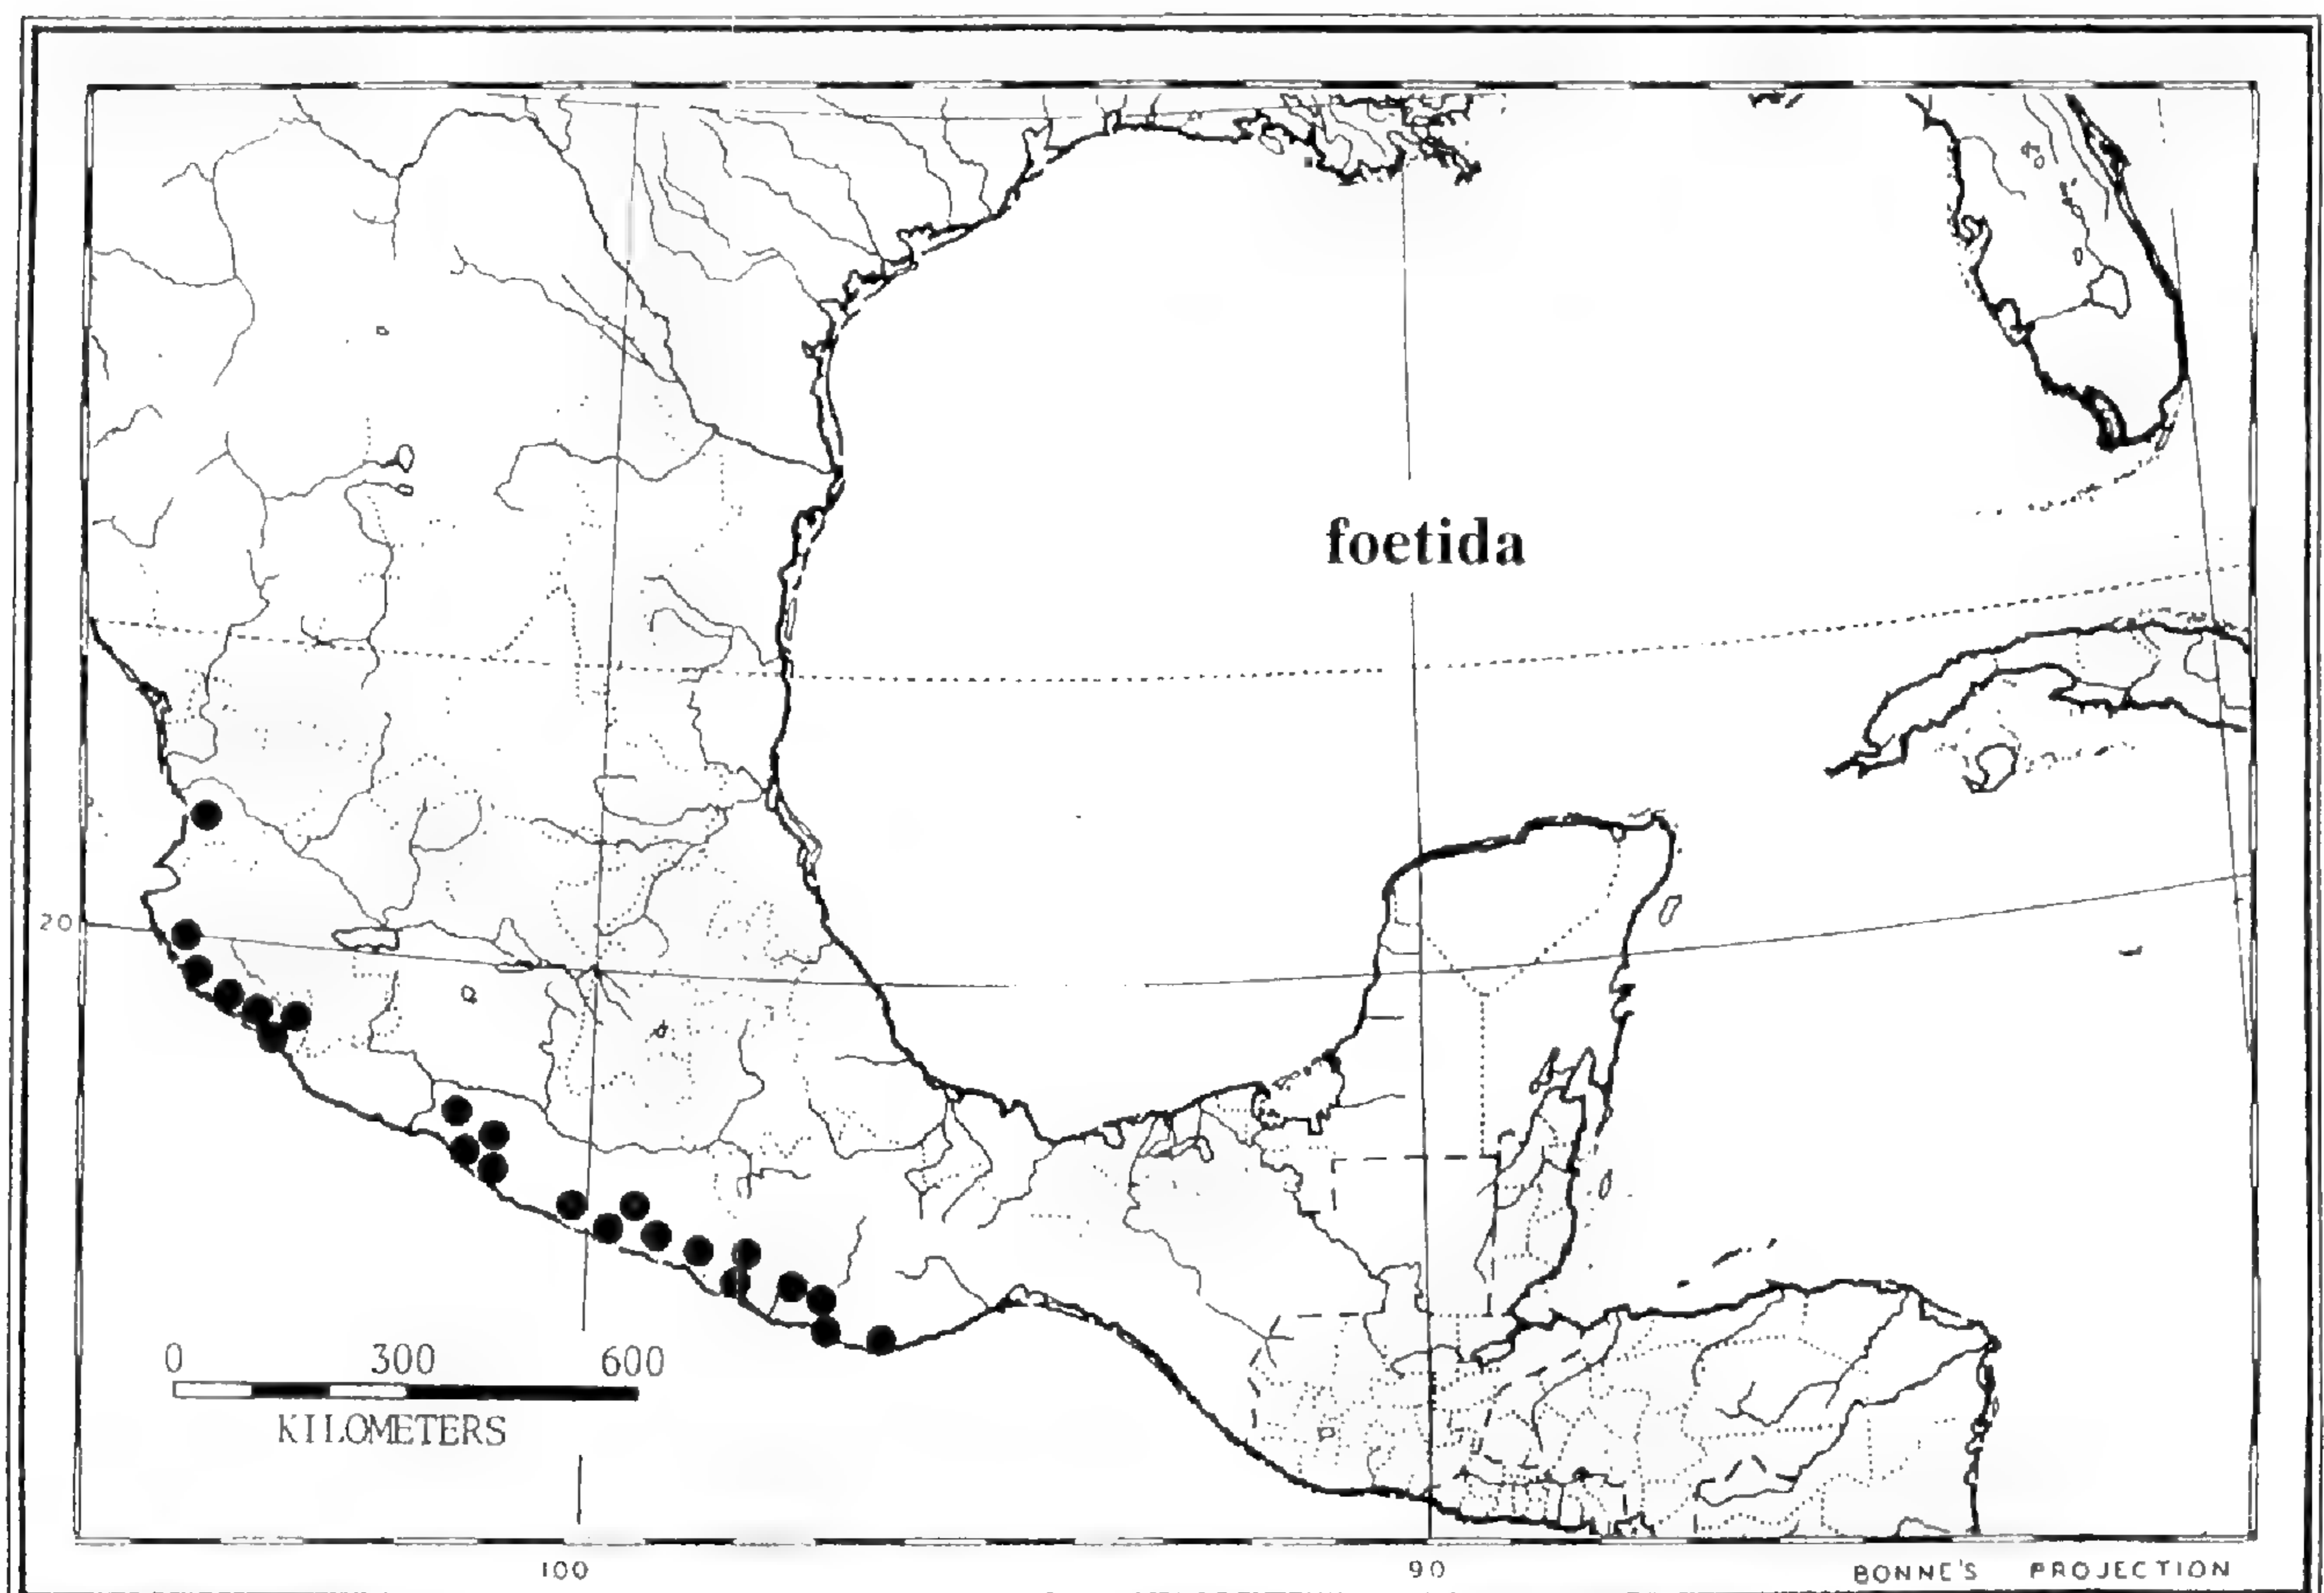 foetida
20
0 300 600
KILOMETERS
100 90
BONNE'S PROJECTION